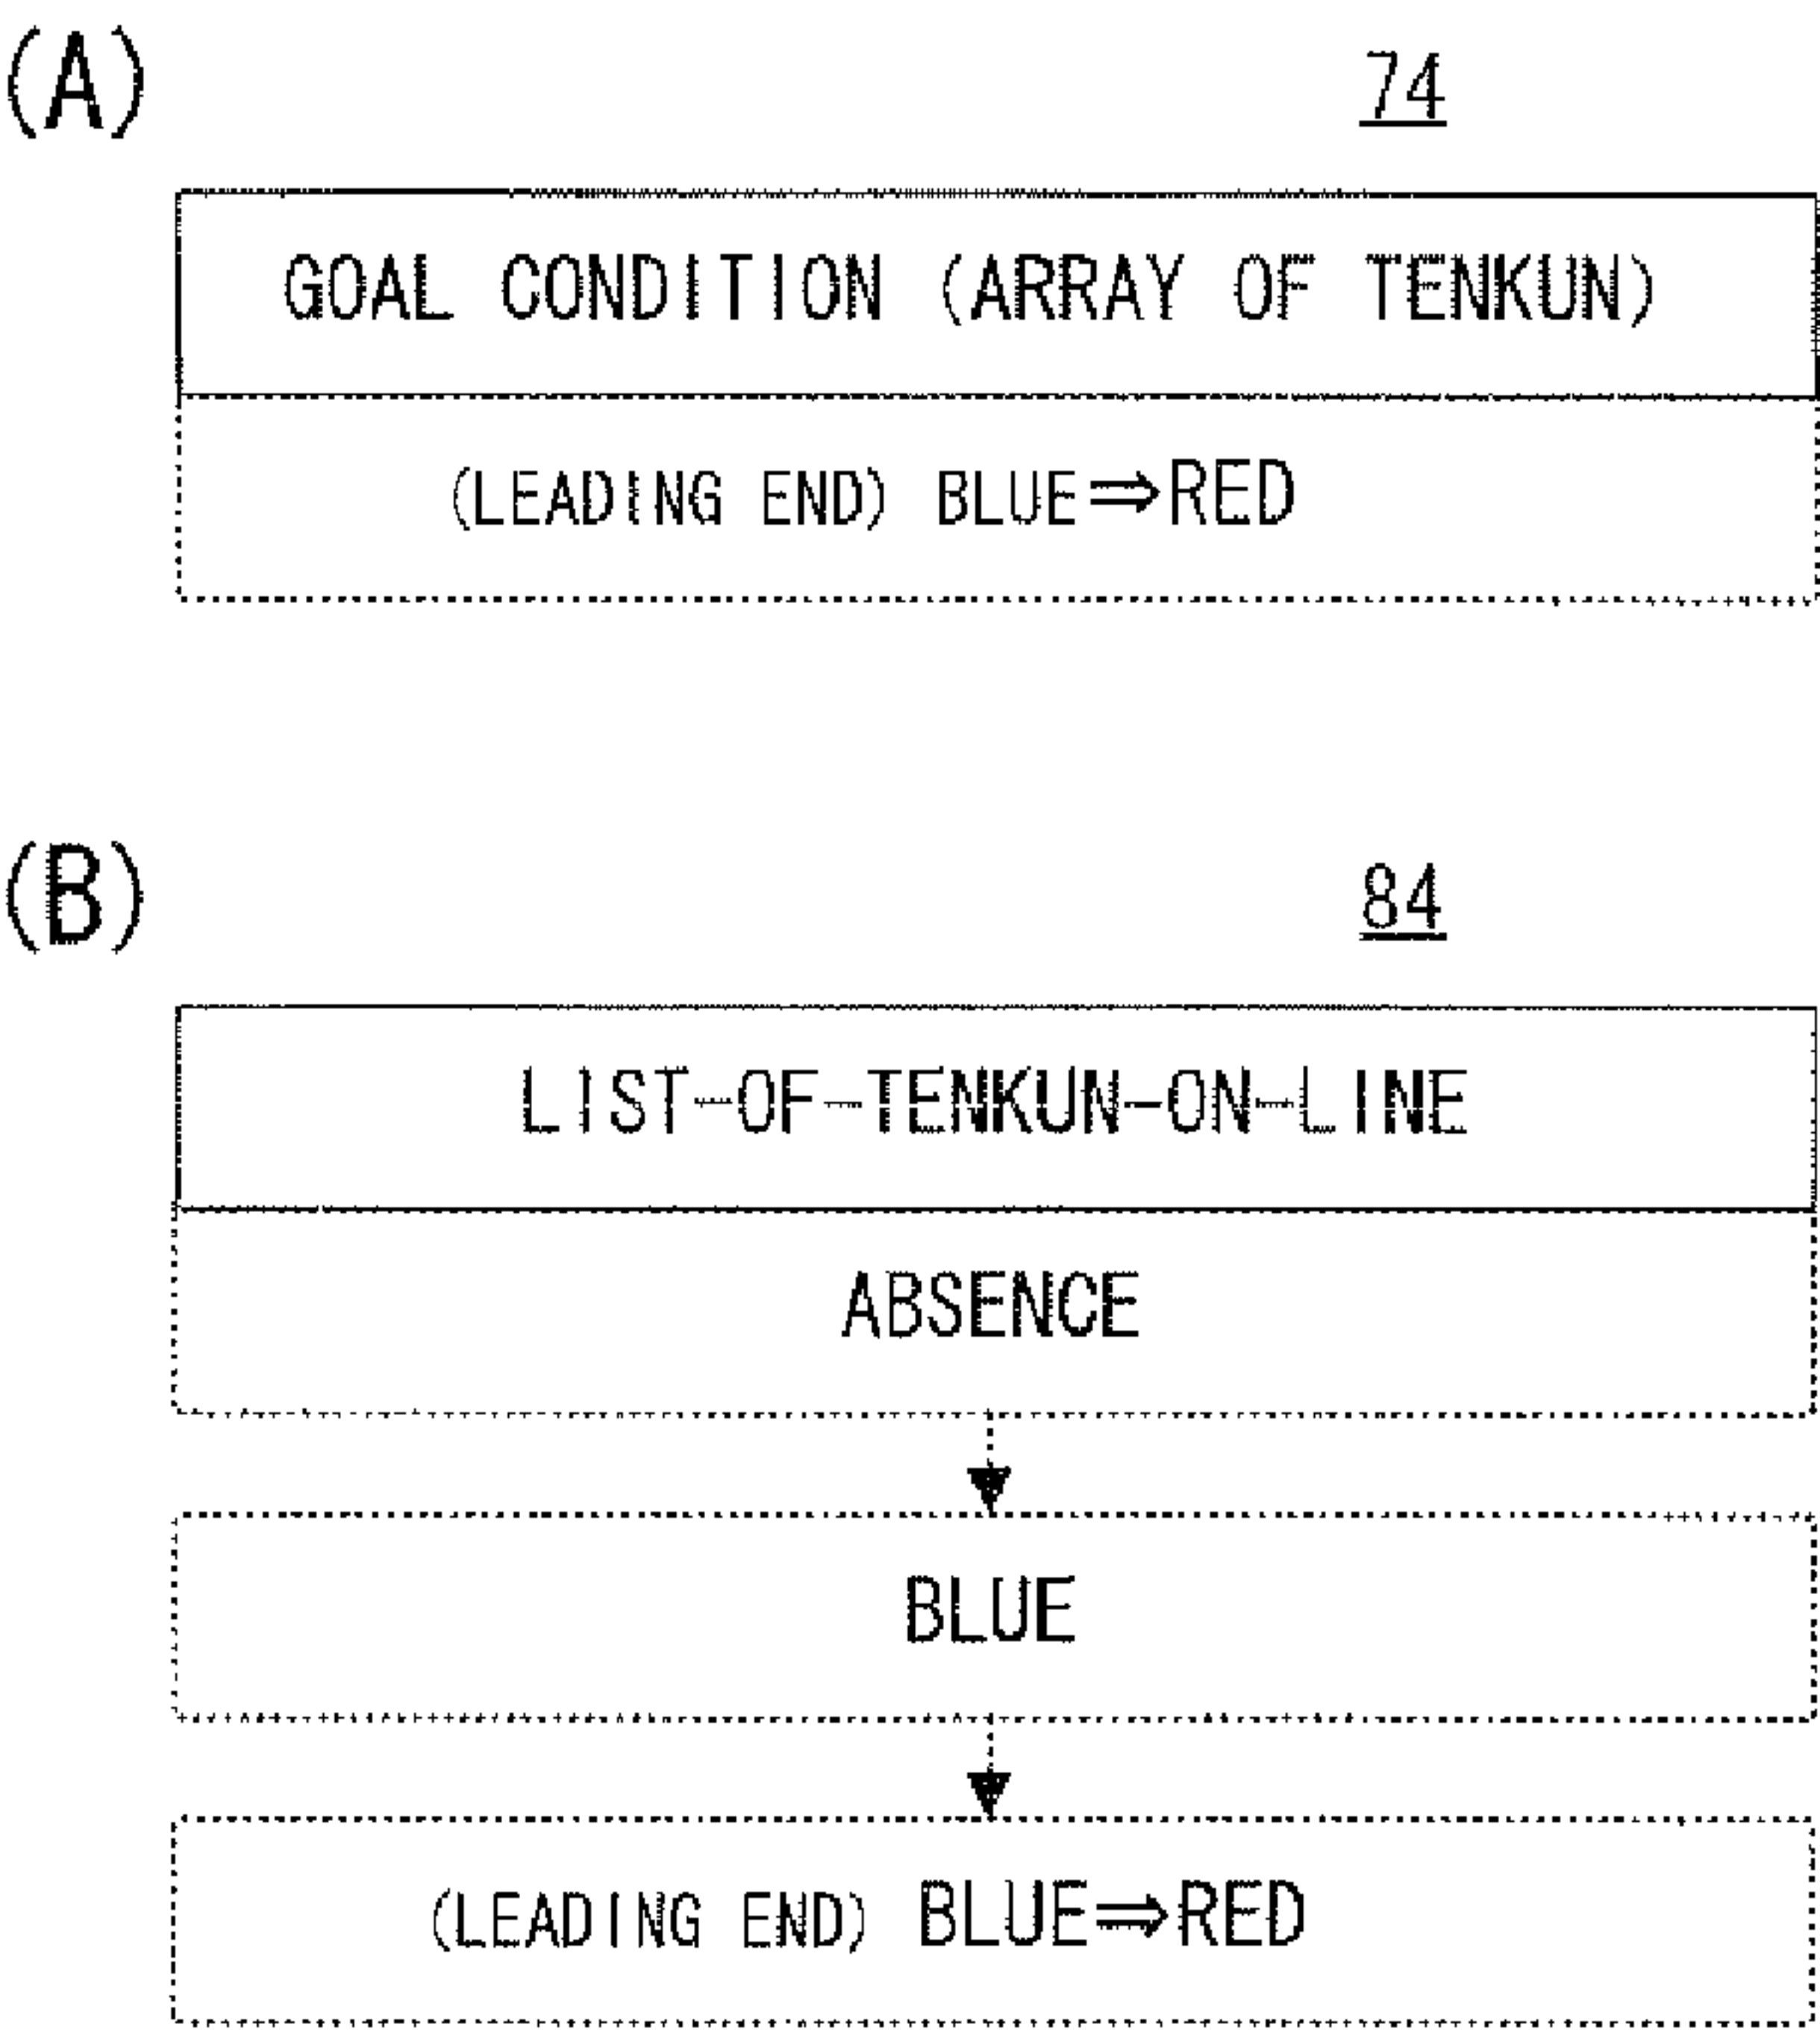 (A)
74
GOAL CONDITION (ARRAY OF TENKUN)
(LEADING END) BLUE⇒RED
(B)
84
LIST-OF-TENKUN-ON-LINE
ABSENCE
BLUE
(LEADING END) BLUE⇒RED